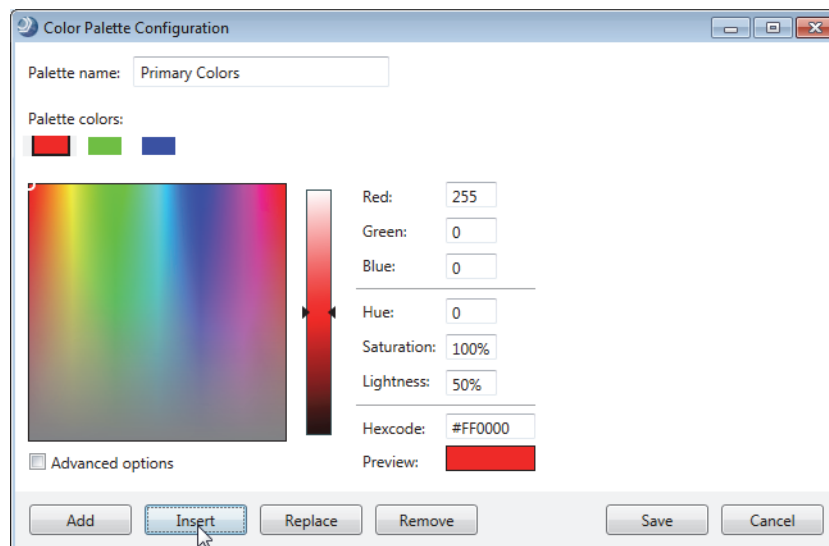 Color Palette Configuration
Palette name: Primary Colors
Palette colors:
Red: 255
Green: 0
Blue: 0
Hue: 0
Saturation: 100%
Lightness: 50%
Hexcode: #FF0000
Preview:
Advanced options
Add Insert Replace Remove Save Cancel